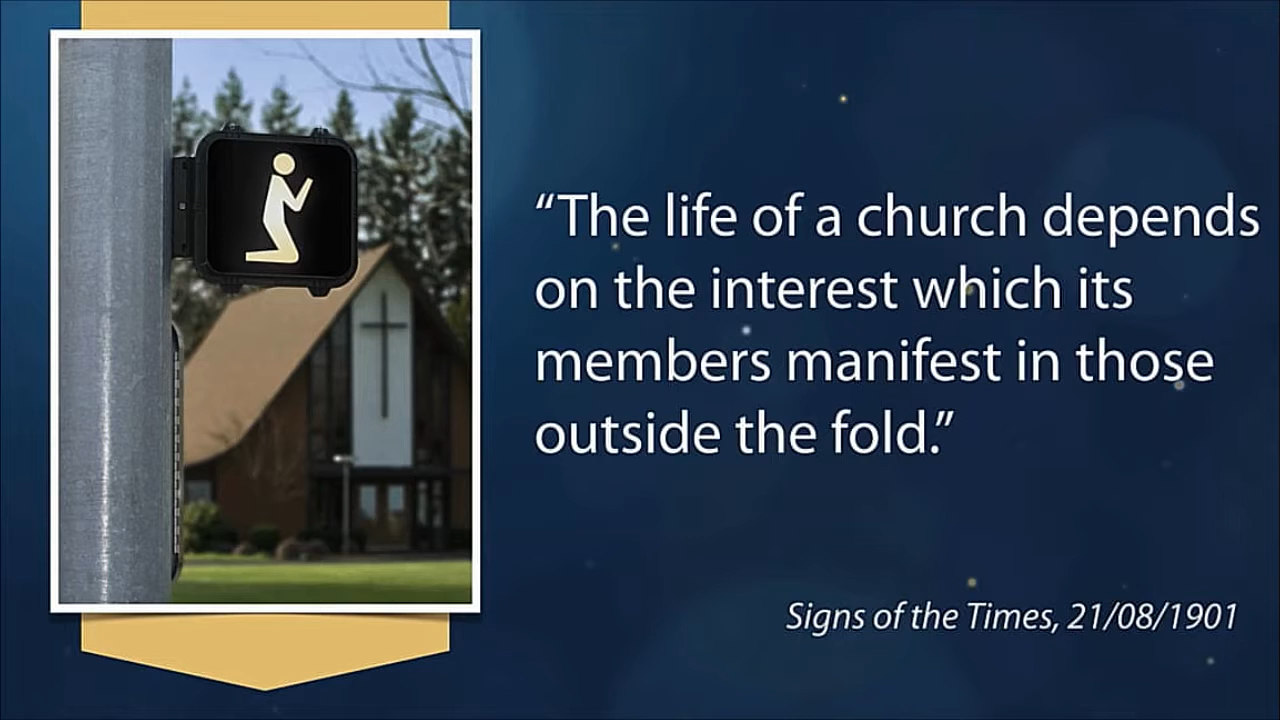 “The life of a church depends
on the interest which its
members manifest in those
outside the fold.”
Signs of the Times, 21/08/1901